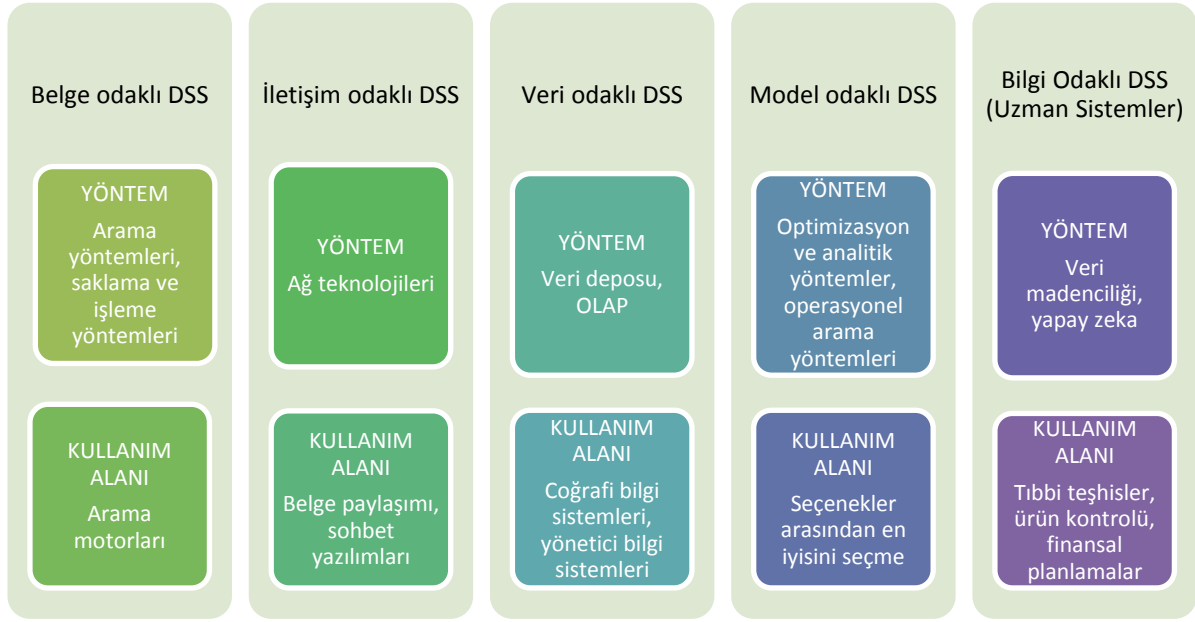 Belge odaklı DSS
YÖNTEM
Arama
yöntemleri,
saklama ve
işleme
yöntemleri
KULLANIM
ALANI
Arama
motorları
İletişim odaklı DSS
YÖNTEM
Ağ teknolojileri
KULLANIM
ALANI
Belge paylaşımı,
sohbet
yazılımları
Veri odaklı DSS
YÖNTEM
Veri deposu,
OLAP
KULLANIM
ALANI
Coğrafi bilgi
sistemleri,
yönetici bilgi
sistemleri
Model odaklı DSS
YÖNTEM
Optimizasyon
ve analitik
yöntemler,
operasyonel
arama
yöntemleri
KULLANIM
ALANI
Seçenekler
arasından en
iyisini seçme
Bilgi Odaklı DSS
(Uzman Sistemler)
YÖNTEM
Veri
madenciliği,
yapay zeka
KULLANIM
ALANI
Tıbbi teşhisler,
ürün kontrolü,
finansal
planlamalar